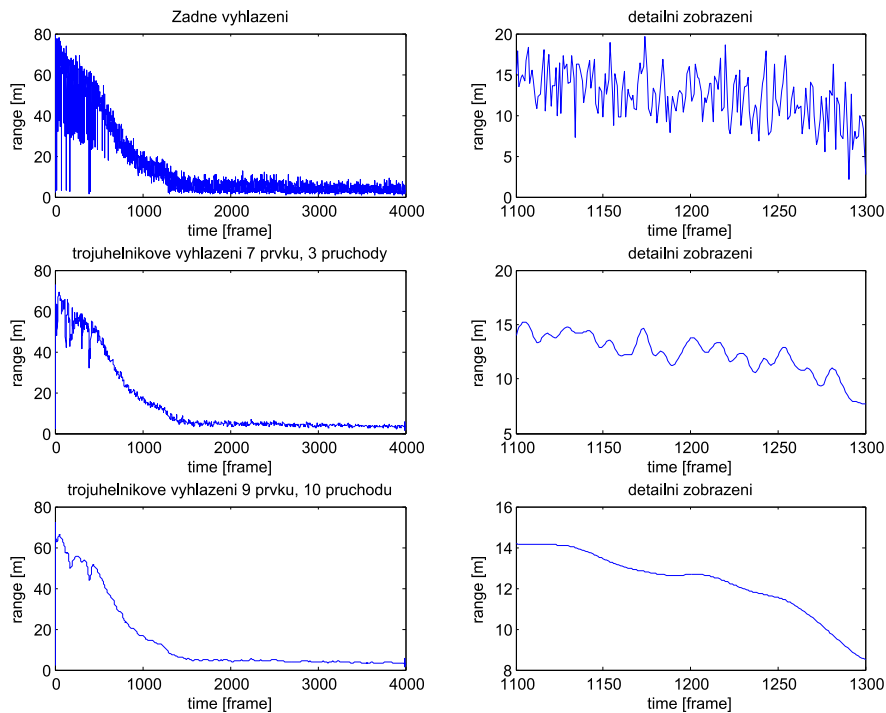 Zadne vyhlazeni
80
60
40
20
0
range [m]
0 1000 2000 3000 4000
time [frame]
detailni zobrazeni
20
15
10
5
0
range [m]
1100 1150 1200 1250 1300
time [frame]
trojuhelnikove vyhlazeni 7 prvku, 3 pruchody
80
60
40
20
0
range [m]
0 1000 2000 3000 4000
time [frame]
detailni zobrazeni
20
15
10
5
range [m]
1100 1150 1200 1250 1300
time [frame]
trojuhelnikove vyhlazeni 9 prvku, 10 pruchodu
80
60
40
20
0
range [m]
0 1000 2000 3000 4000
time [frame]
detailni zobrazeni
16
14
12
10
8
range [m]
1100 1150 1200 1250 1300
time [frame]